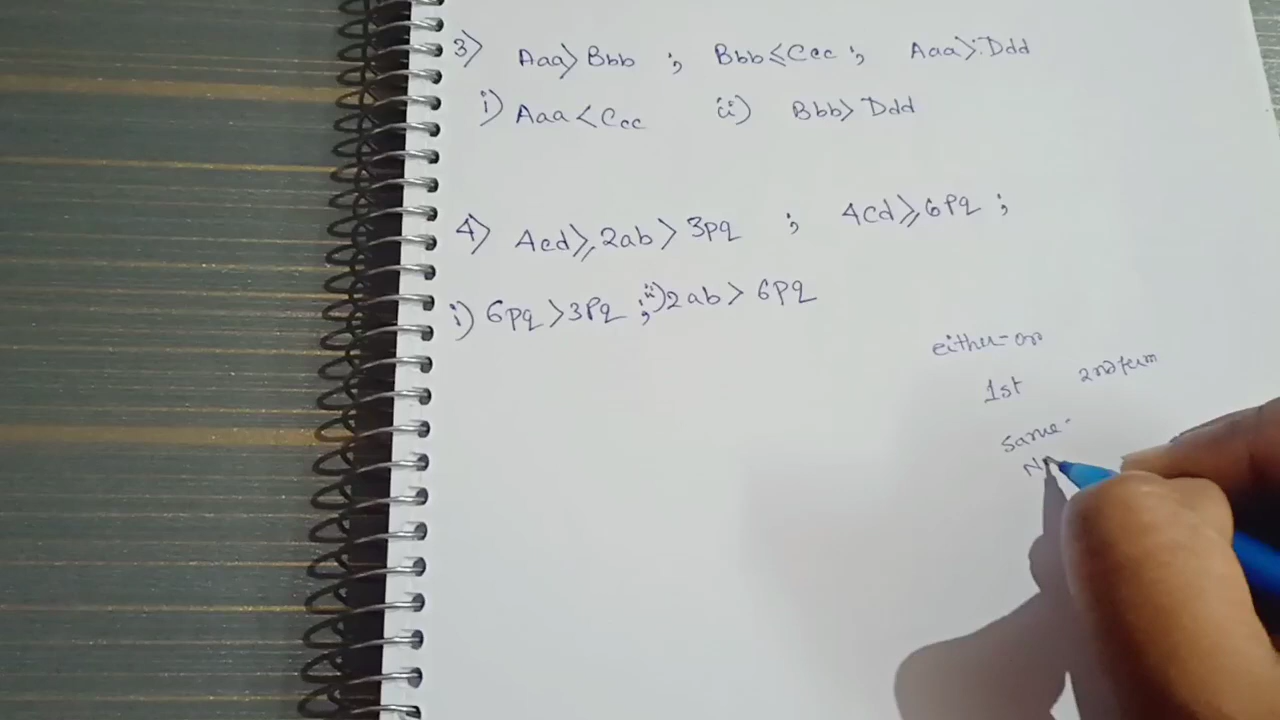 3) Aaa>Bbb ; Bbb≤Ccc ; Aaa>Ddd
i) Aaa<Ccc ii) Bbb>Ddd
4) 4cd≥2ab>3pq ; 4cd≥6pq ;
i) 6pq>3pq ; ii) 2ab>6pq
either-or
1st 2nd term
same-